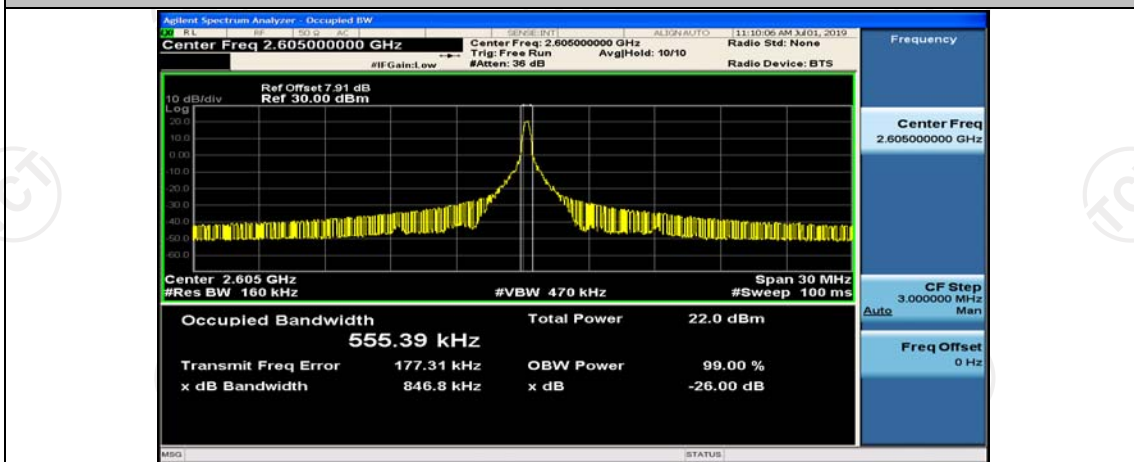 Agilent Spectrum Analyzer - Occupied BW
RL RF 50 Ω AC SENSE:INT ALIGN AUTO 11:10:06 AM Jul 01, 2019
Center Freq 2.605000000 GHz
Center Freq: 2.605000000 GHz
Radio Std: None
Trig: Free Run Avg|Hold: 10/10
#IFGain:Low #Atten: 36 dB
Radio Device: BTS
Frequency
Ref Offset 7.91 dB
10 dB/div Ref 30.00 dBm
Log
20.0
10.0
0.00
-10.0
-20.0
-30.0
-40.0
-50.0
-60.0
Center Freq
2.605000000 GHz
Center 2.605 GHz Span 30 MHz
#Res BW 160 kHz #VBW 470 kHz #Sweep 100 ms
CF Step
3.000000 MHz
Auto Man
Freq Offset
0 Hz
Occupied Bandwidth Total Power 22.0 dBm
555.39 kHz
Transmit Freq Error 177.31 kHz OBW Power 99.00 %
x dB Bandwidth 846.8 kHz x dB -26.00 dB
MSG STATUS
TCT
TCT